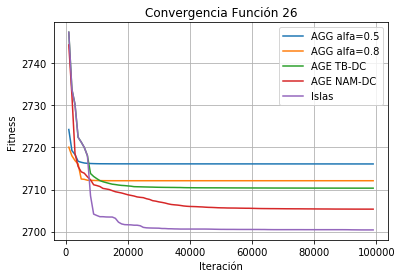 Convergencia Función 26
AGG alfa=0.5
AGG alfa=0.8
AGE TB-DC
AGE NAM-DC
Islas
Fitness
2740
2730
2720
2710
2700
0 20000 40000 60000 80000 100000
Iteración